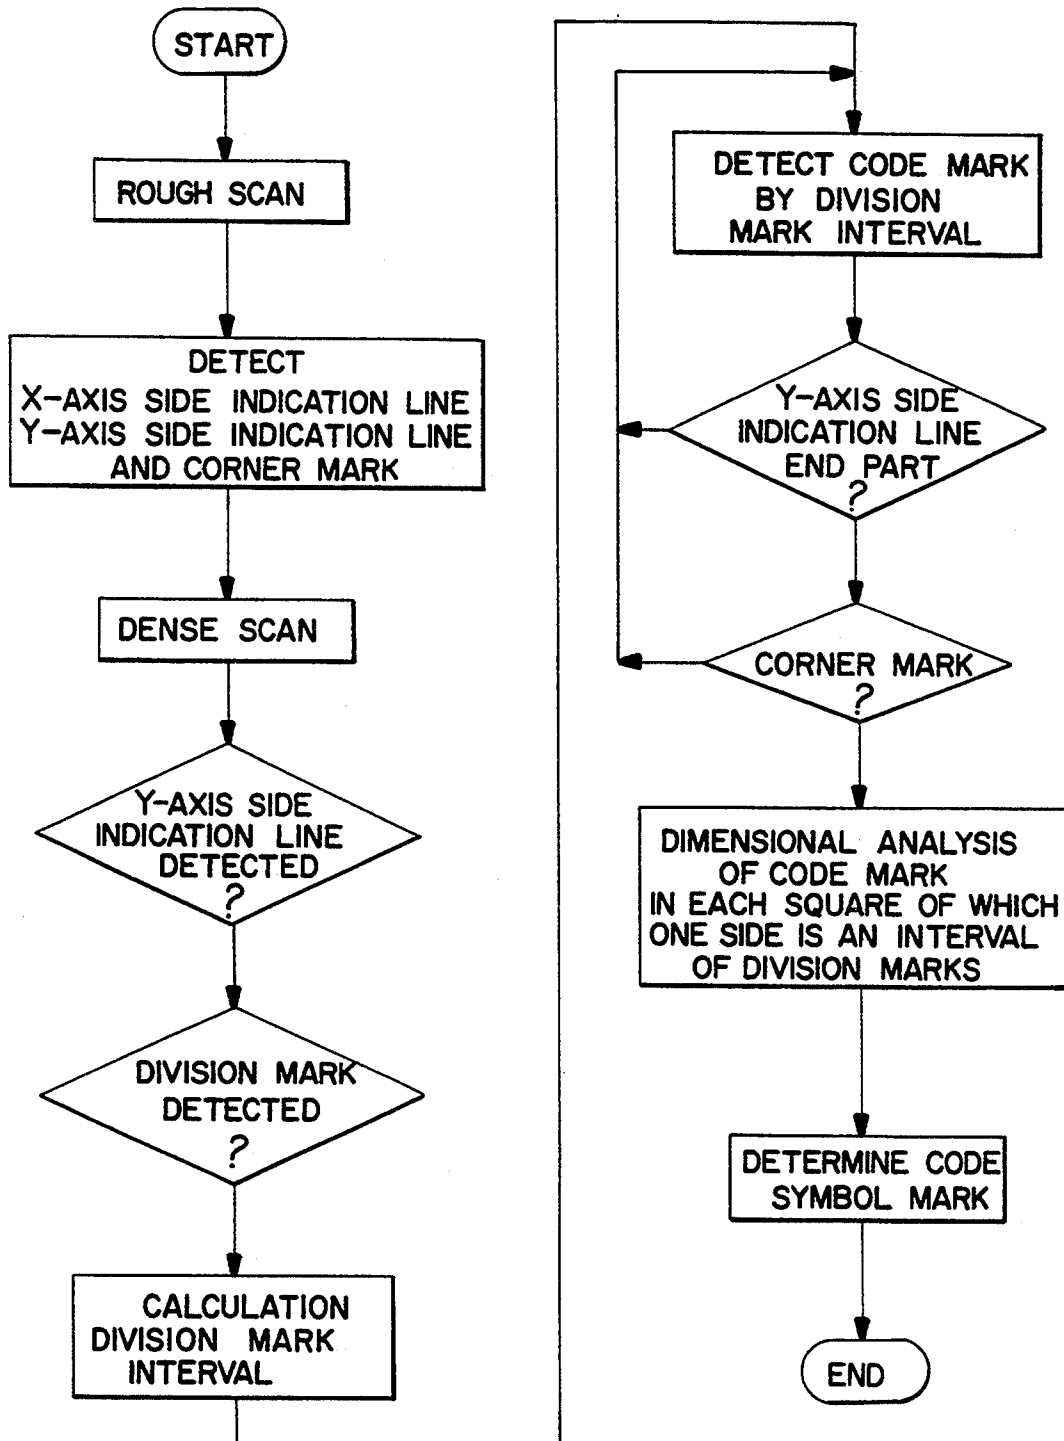 START
ROUGH SCAN
DETECT
X-AXIS SIDE INDICATION LINE
Y-AXIS SIDE INDICATION LINE
AND CORNER MARK
DENSE SCAN
Y-AXIS SIDE
INDICATION LINE
DETECTED
?
DIVISION MARK
DETECTED
?
CALCULATION
DIVISION MARK
INTERVAL
DETECT CODE MARK
BY DIVISION
MARK INTERVAL
Y-AXIS SIDE
INDICATION LINE
END PART
?
CORNER MARK
?
DIMENSIONAL ANALYSIS
OF CODE MARK
IN EACH SQUARE OF WHICH
ONE SIDE IS AN INTERVAL
OF DIVISION MARKS
DETERMINE CODE
SYMBOL MARK
END